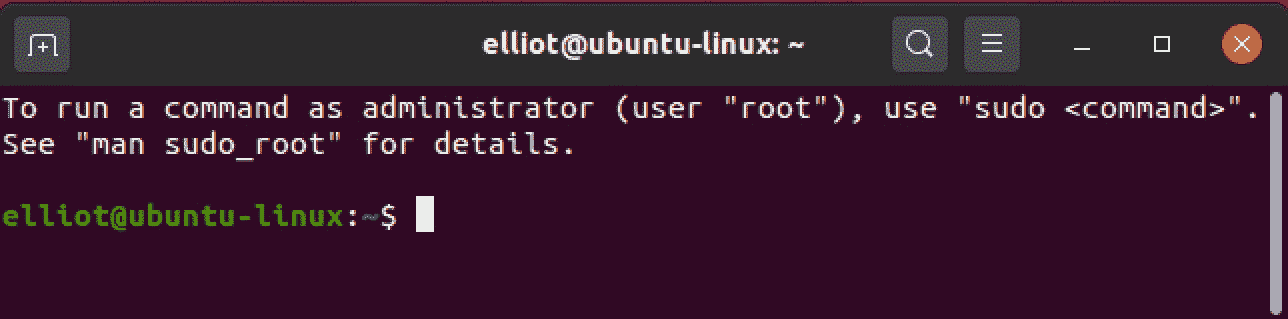 elliot@ubuntu-linux: ~
To run a command as administrator (user "root"), use "sudo <command>".
See "man sudo_root" for details.
elliot@ubuntu-linux:~$